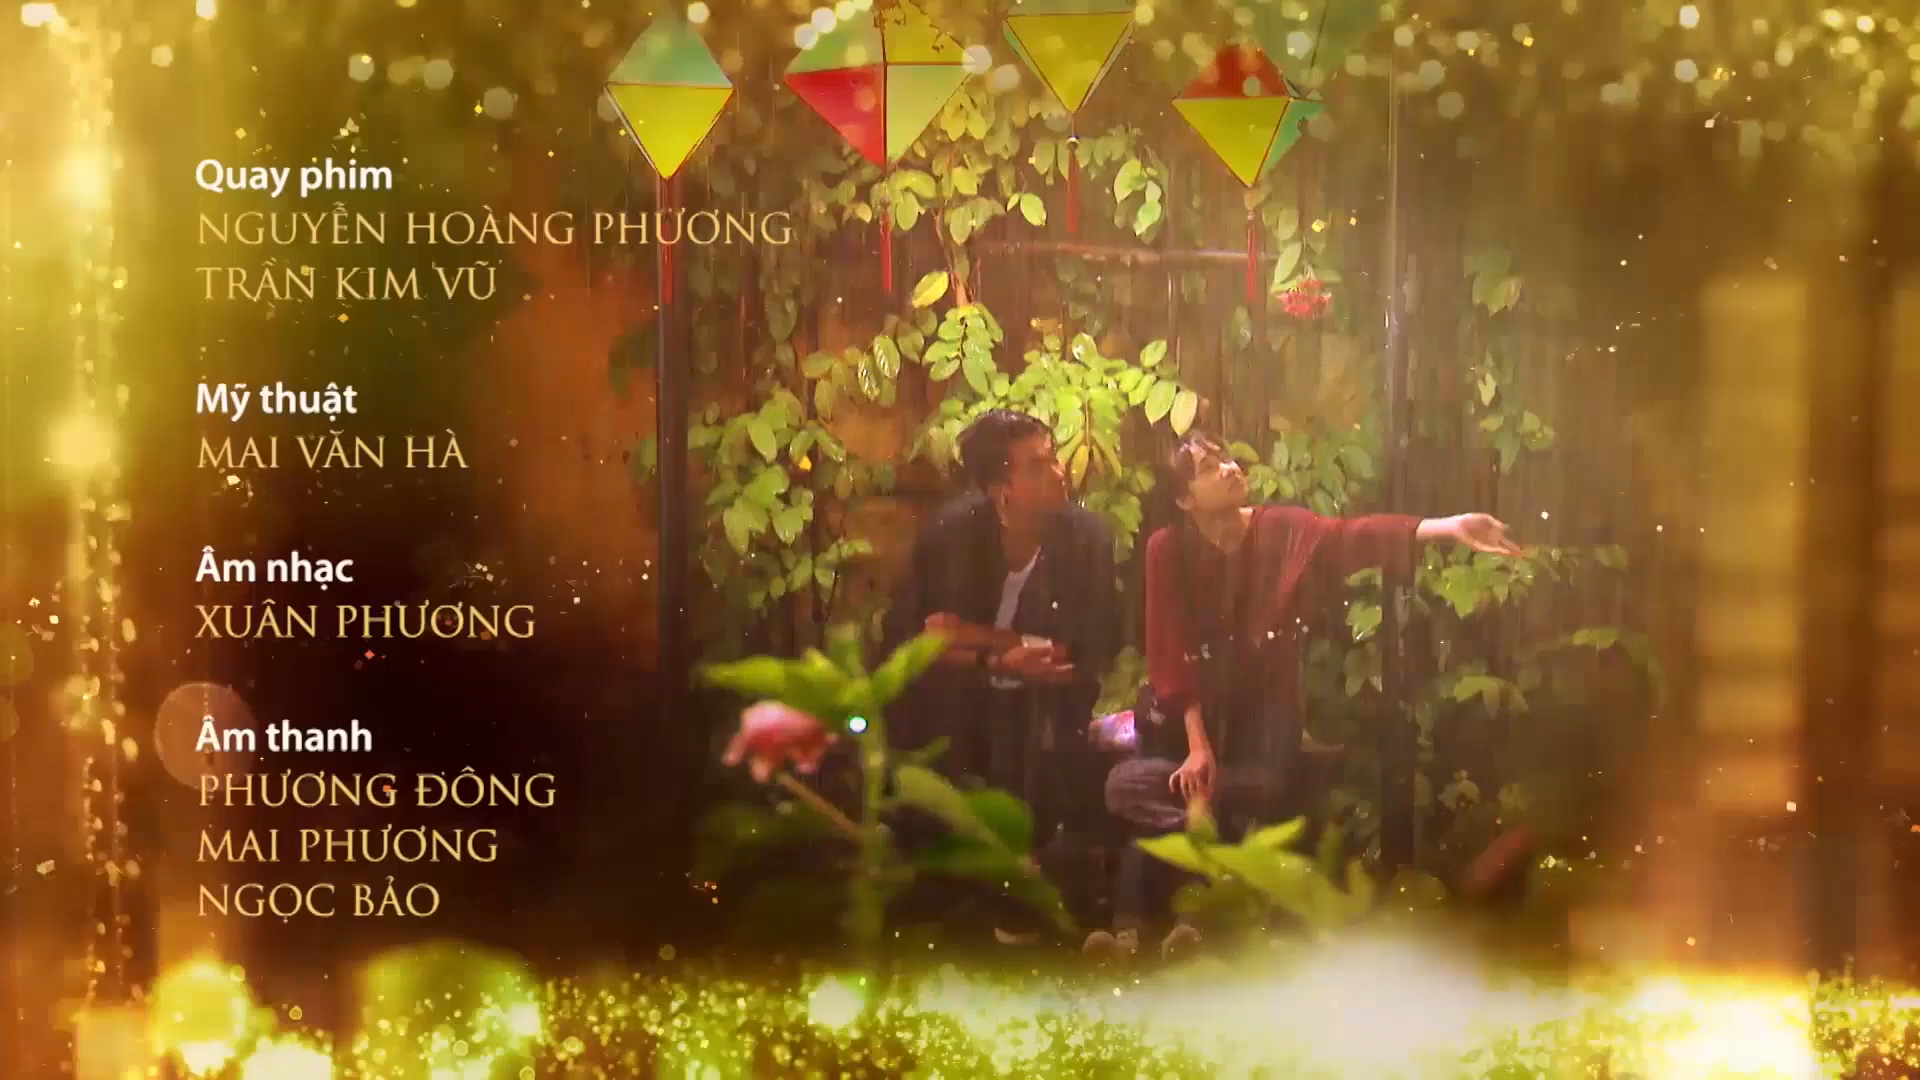 Quay phim
NGUYỄN HOÀNG PHƯƠNG
TRẦN KIM VŨ
Mỹ thuật
MAI VĂN HÀ
Âm nhạc
XUÂN PHƯƠNG
Âm thanh
PHƯƠNG ĐÔNG
MAI PHƯƠNG
NGỌC BẢO